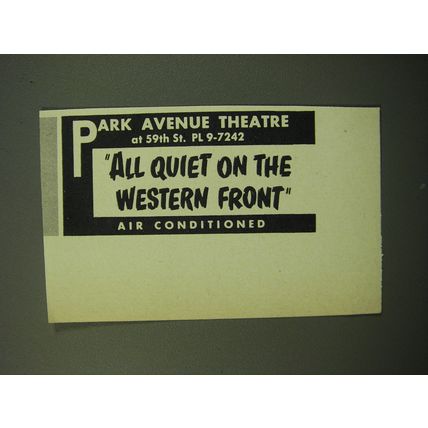 PARK AVENUE THEATRE
at 59th St. PL 9-7242
"ALL QUIET ON THE
WESTERN FRONT"
AIR CONDITIONED